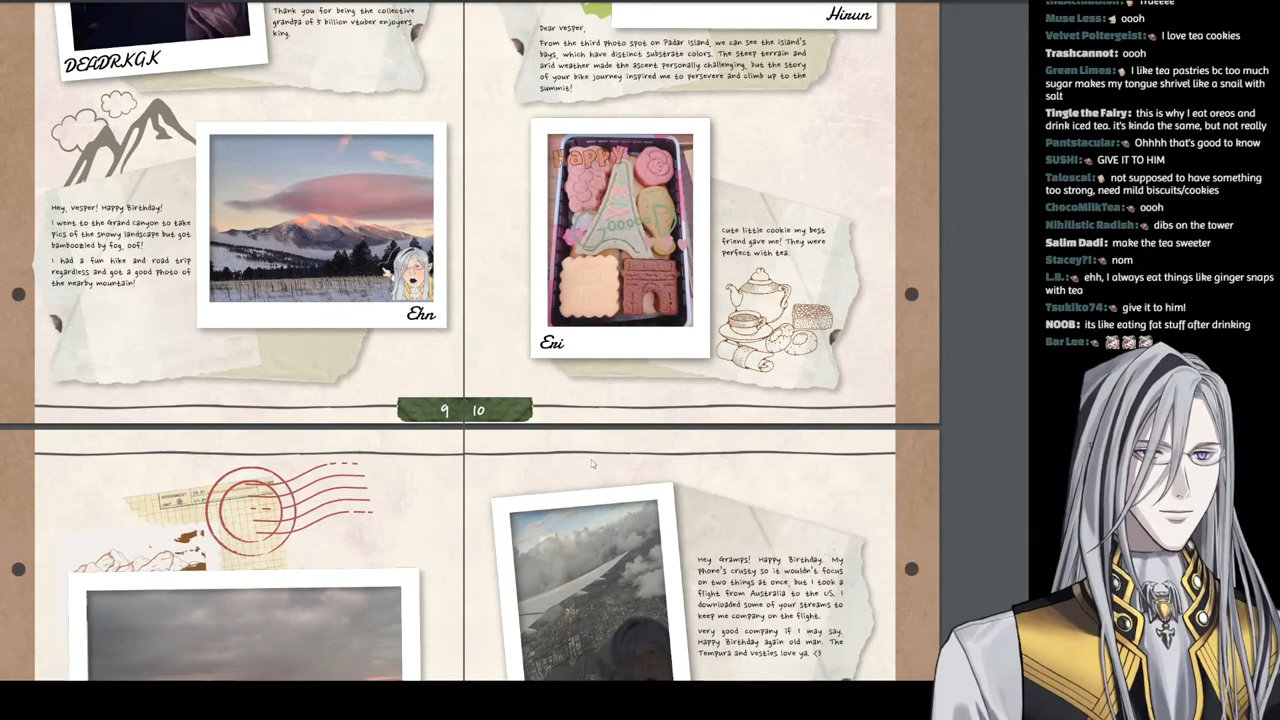 Thank you for being the collective
grandpa of 5 billion vtuber enjoyers,
king.
DEADRKGK
Hey, Vesper! Happy Birthday!
I went to the Grand Canyon to take
pics of the snowy landscape but got
bamboozled by fog, oof!
I had a fun hike and road trip
regardless and got a good photo of
the nearby mountain!
Ehn
Hirun
Dear Vesper,
From the third photo spot on Padar Island, we can see the island's
bays, which have distinct substrate colors. The steep terrain and
arid weather made the ascent personally challenging, but the story
of your bike journey inspired me to persevere and climb up to the
summit!
Happy
Eri
Cute little cookie my best
friend gave me! They were
perfect with tea.
9 10
ASSIGNMENT
UNIT
Hey Gramps! Happy Birthday. My
phone's crusty so it wouldn't focus
on two things at once, but I took a
flight from Australia to the US. I
downloaded some of your streams to
keep me company on the flight.
Very good company if I may say.
Happy Birthday again old man. The
Tempura and Vesties love ya. <3
Muse Less: oooh
Velvet Poltergeist: I love tea cookies
Trashcannot: oooh
Green Limes: I like tea pastries bc too much
sugar makes my tongue shrivel like a snail with
salt
Tingle the Fairy: this is why I eat oreos and
drink iced tea. it's kinda the same, but not really
Pantstacular: Ohhhh that's good to know
SUSHI: GIVE IT TO HIM
Taloscal: not supposed to have something
too strong, need mild biscuits/cookies
ChocoMilkTea: oooh
Nihilistic Radish: dibs on the tower
Salim Dadi: make the tea sweeter
Stacey?!: nom
L.B.: ehh, I always eat things like ginger snaps
with tea
Tsukiko74: give it to him!
NOOB: its like eating fat stuff after drinking
Bar Lee: